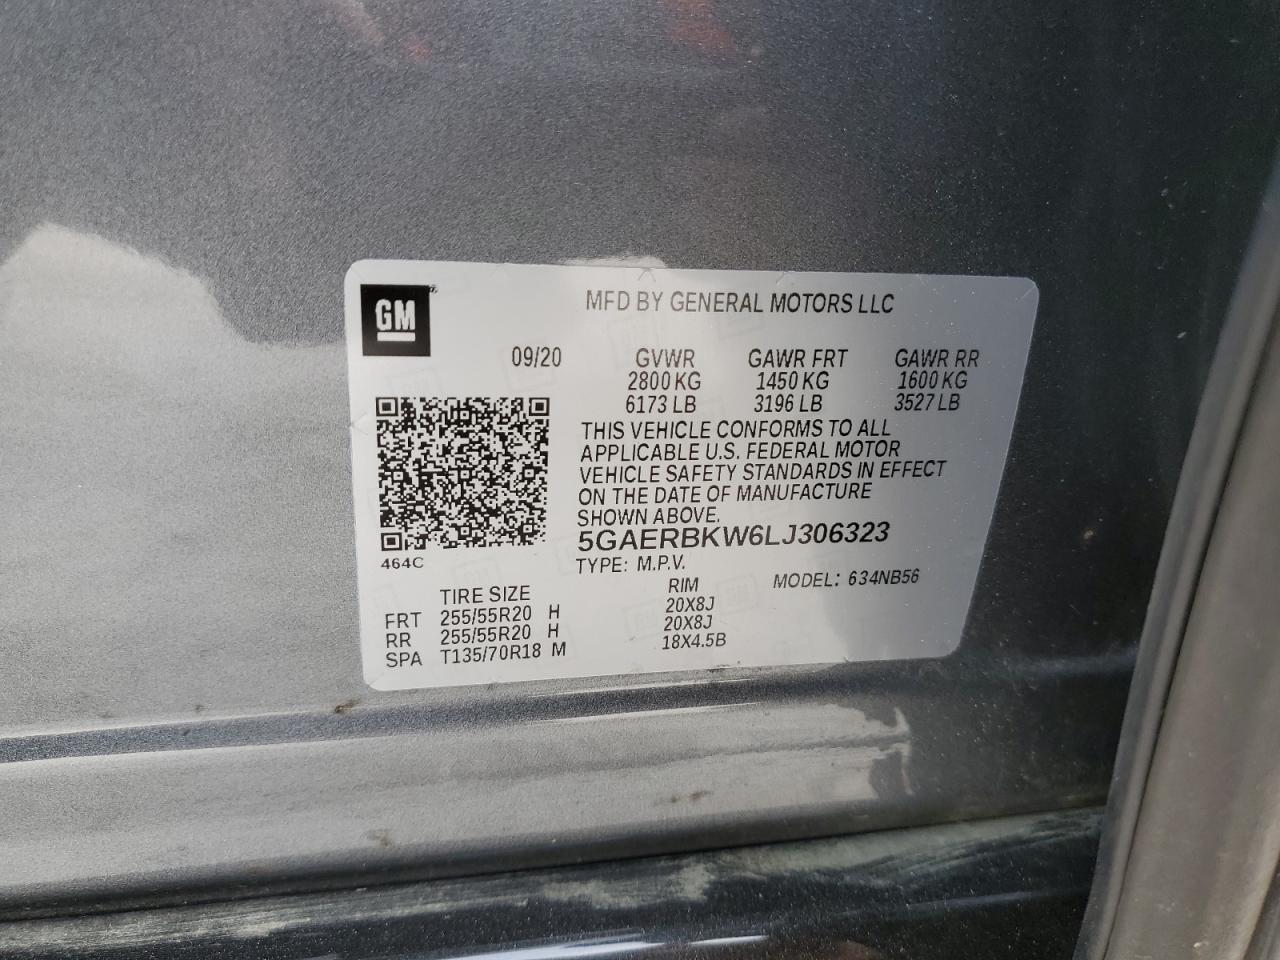 GM
MFD BY GENERAL MOTORS LLC
09/20 GVWR GAWR FRT GAWR RR
2800 KG 1450 KG 1600 KG
6173 LB 3196 LB 3527 LB
THIS VEHICLE CONFORMS TO ALL
APPLICABLE U.S. FEDERAL MOTOR
VEHICLE SAFETY STANDARDS IN EFFECT
ON THE DATE OF MANUFACTURE
SHOWN ABOVE.
5GAERBKW6LJ306323
464C
TYPE: M.P.V. MODEL: 634NB56
TIRE SIZE RIM
FRT 255/55R20 H 20X8J
RR 255/55R20 H 20X8J
SPA T135/70R18 M 18X4.5B